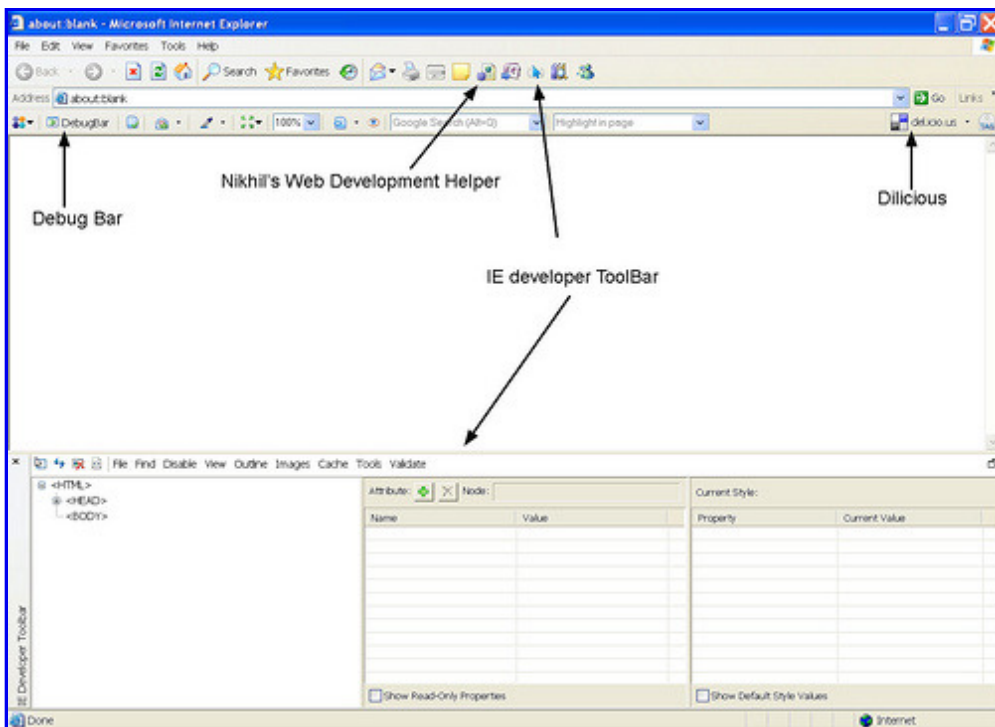 about:blank - Microsoft Internet Explorer
File Edit View Favorites Tools Help
Back Search Favorites
Address about:blank Go Links
DebugBar 100% Google Search (Alt+Q) Highlight in page del.icio.us
Nikhil's Web Development Helper
Debug Bar
Dilicious
IE developer ToolBar
File Find Disable View Outline Images Cache Tools Validate
<HTML>
<HEAD>
<BODY>
Attribute: Node: Current Style:
Name Value Property Current Value
IE Developer Toolbar
Show Read-Only Properties Show Default Style Values
Done Internet